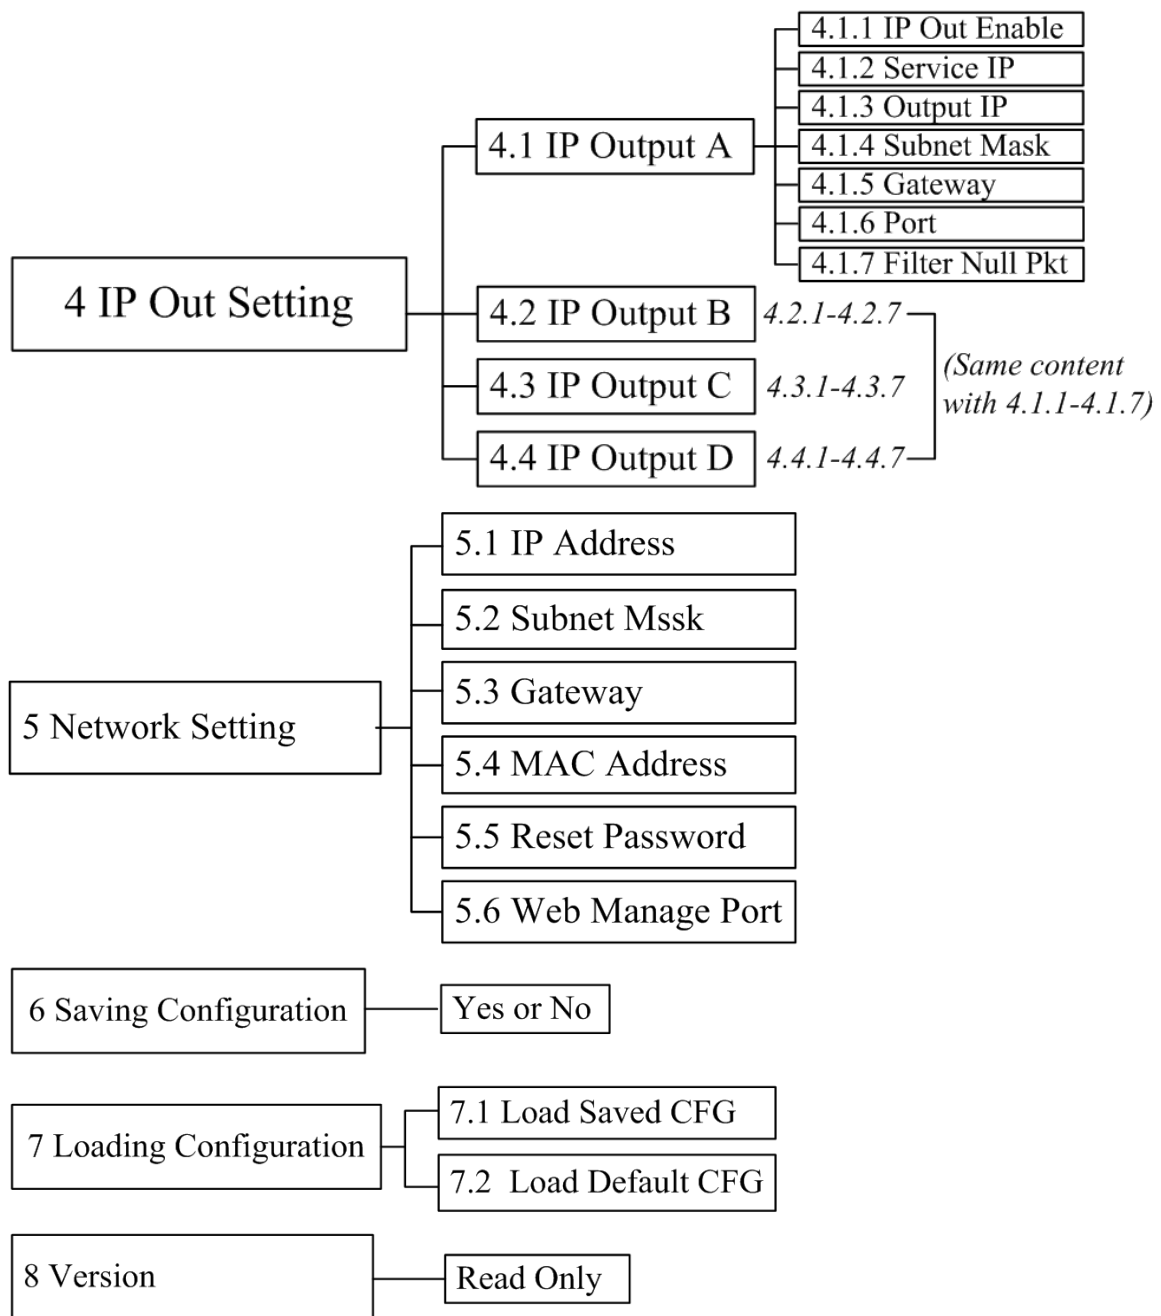 4 IP Out Setting
4.1 IP Output A
4.1.1 IP Out Enable
4.1.2 Service IP
4.1.3 Output IP
4.1.4 Subnet Mask
4.1.5 Gateway
4.1.6 Port
4.1.7 Filter Null Pkt
4.2 IP Output B
4.2.1-4.2.7
4.3 IP Output C
4.3.1-4.3.7
4.4 IP Output D
4.4.1-4.4.7
(Same content
with 4.1.1-4.1.7)
5 Network Setting
5.1 IP Address
5.2 Subnet Mssk
5.3 Gateway
5.4 MAC Address
5.5 Reset Password
5.6 Web Manage Port
6 Saving Configuration
Yes or No
7 Loading Configuration
7.1 Load Saved CFG
7.2 Load Default CFG
8 Version
Read Only